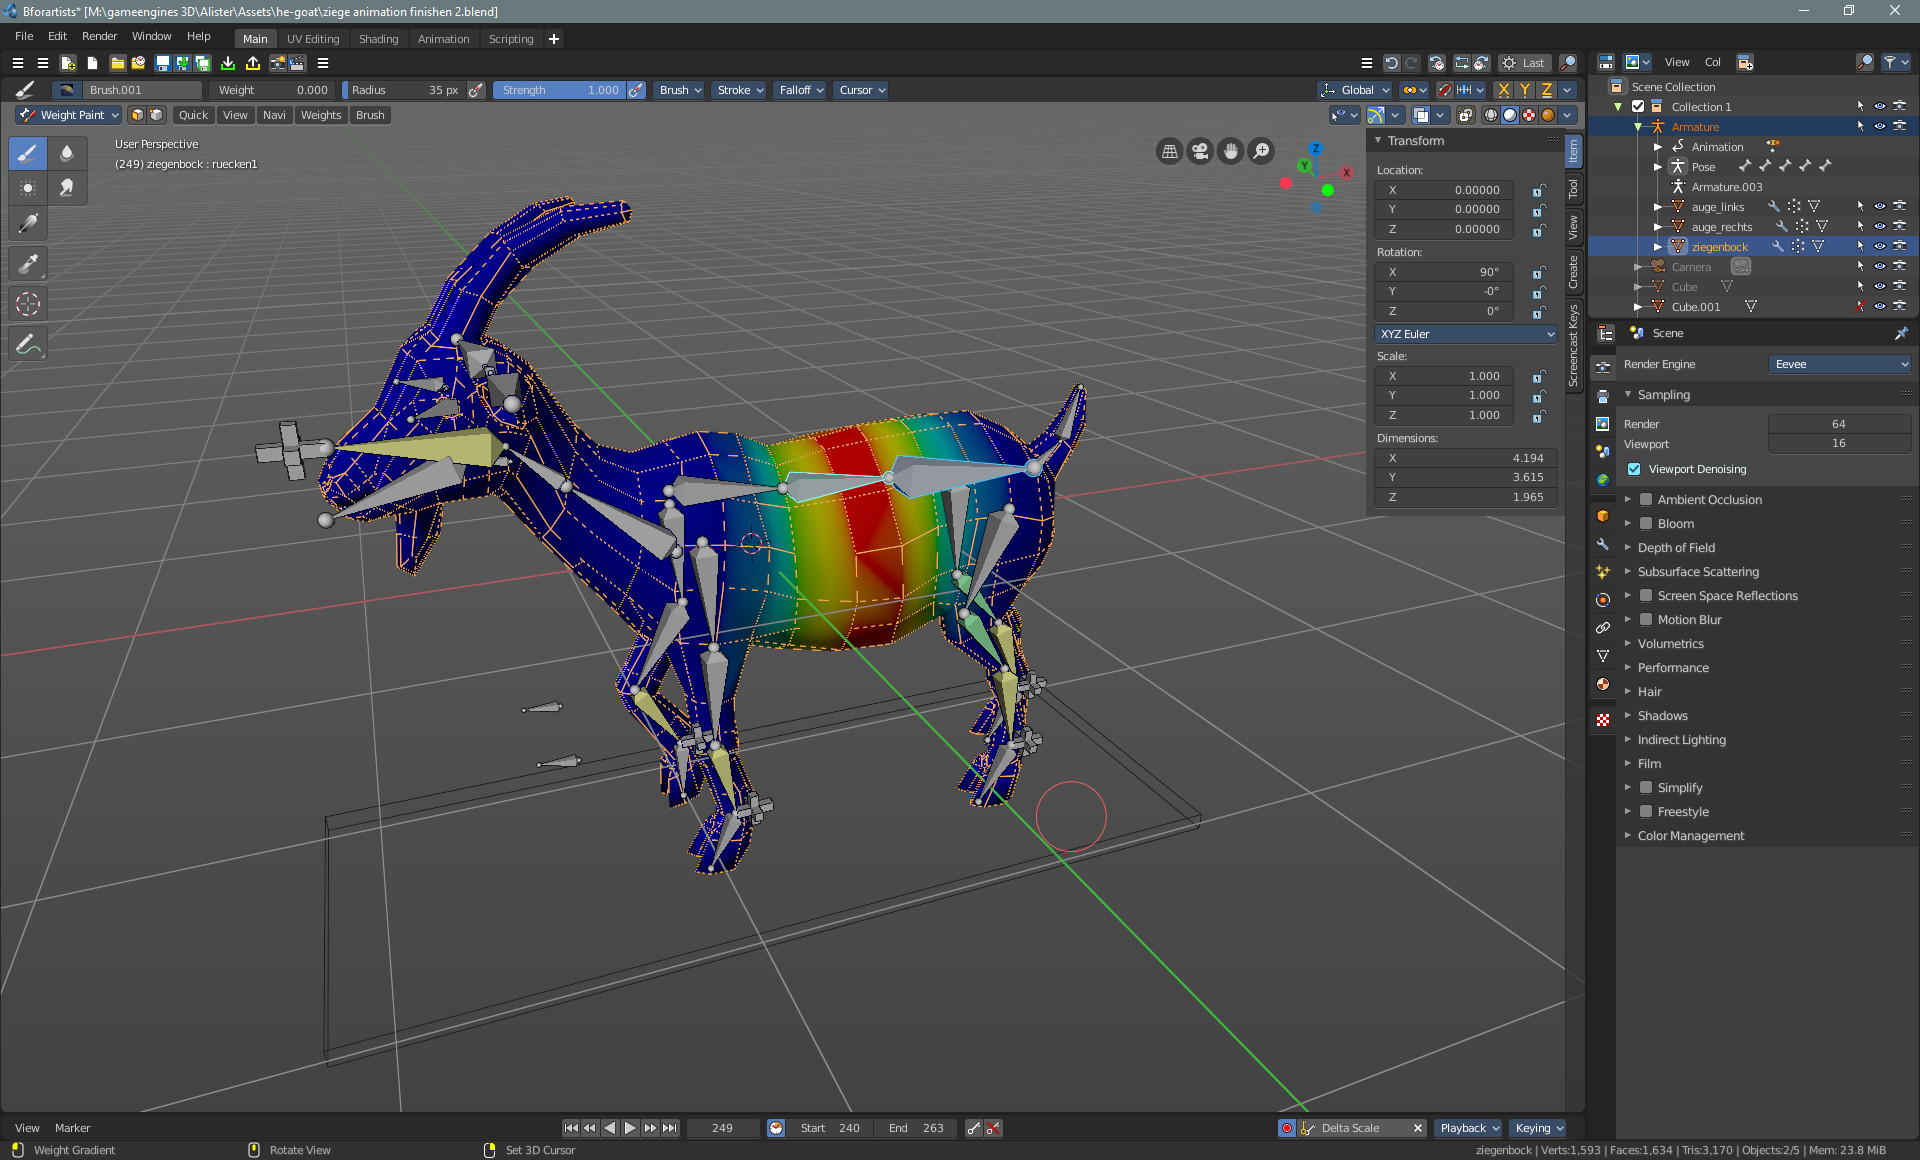 Bforartists* [M:\gameengines 3D\Alister\Assets\he-goat\ziege animation finishen 2.blend]
File Edit Render Window Help Main UV Editing Shading Animation Scripting
Last View Col
Brush.001 Weight 0.000 Radius 35 px Strength 1.000 Brush Stroke Falloff Cursor Global
Weight Paint Quick View Navi Weights Brush
User Perspective
(249) ziegenbock : ruecken1
Z
Y
X
Transform
Location:
X 0.00000
Y 0.00000
Z 0.00000
Rotation:
X 90°
Y -0°
Z 0°
XYZ Euler
Scale:
X 1.000
Y 1.000
Z 1.000
Dimensions:
X 4.194
Y 3.615
Z 1.965
Item
Tool
View
Create
Screencast Keys
X Y Z
Scene Collection
Collection 1
Armature
Animation
Pose
Armature.003
auge_links
auge_rechts
ziegenbock
Camera
Cube
Cube.001
Scene
Render Engine Eevee
Sampling
Render 64
Viewport 16
Viewport Denoising
Ambient Occlusion
Bloom
Depth of Field
Subsurface Scattering
Screen Space Reflections
Motion Blur
Volumetrics
Performance
Hair
Shadows
Indirect Lighting
Film
Simplify
Freestyle
Color Management
View Marker 249 Start 240 End 263 Delta Scale Playback Keying
Weight Gradient Rotate View Set 3D Cursor ziegenbock | Verts:1,593 | Faces:1,634 | Tris:3,170 | Objects:2/5 | Mem: 23.8 MiB